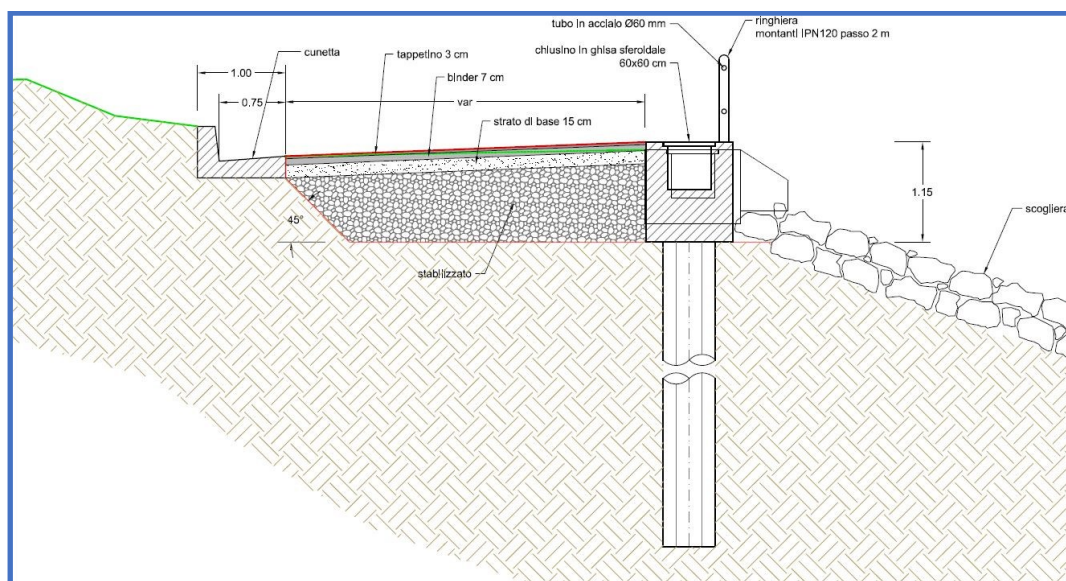 tubo in acciaio Ø60 mm
ringhiera
montanti IPN120 passo 2 m
chiusino in ghisa sferoidale
60x60 cm
cunetta
tappetino 3 cm
1.00
binder 7 cm
0.75
var
strato di base 15 cm
1.15
scogliera
45°
stabilizzato